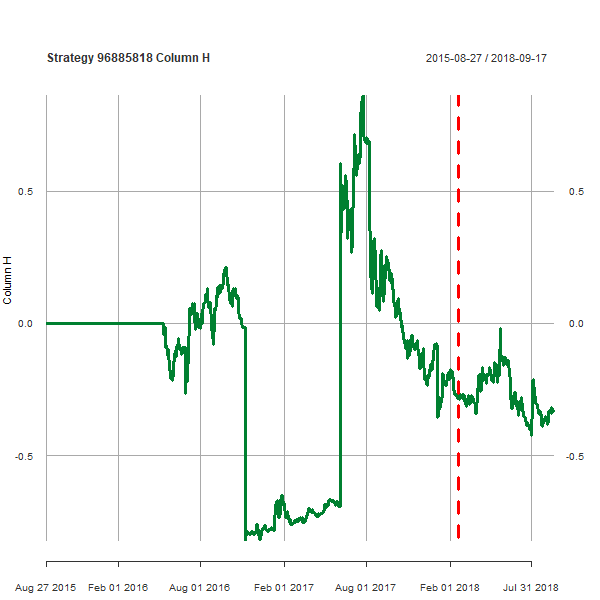 Strategy 96885818 Column H
2015-08-27 / 2018-09-17
0.5
0.5
Column H
0.0
0.0
-0.5
-0.5
Aug 27 2015
Feb 01 2016
Aug 01 2016
Feb 01 2017
Aug 01 2017
Feb 01 2018
Jul 31 2018